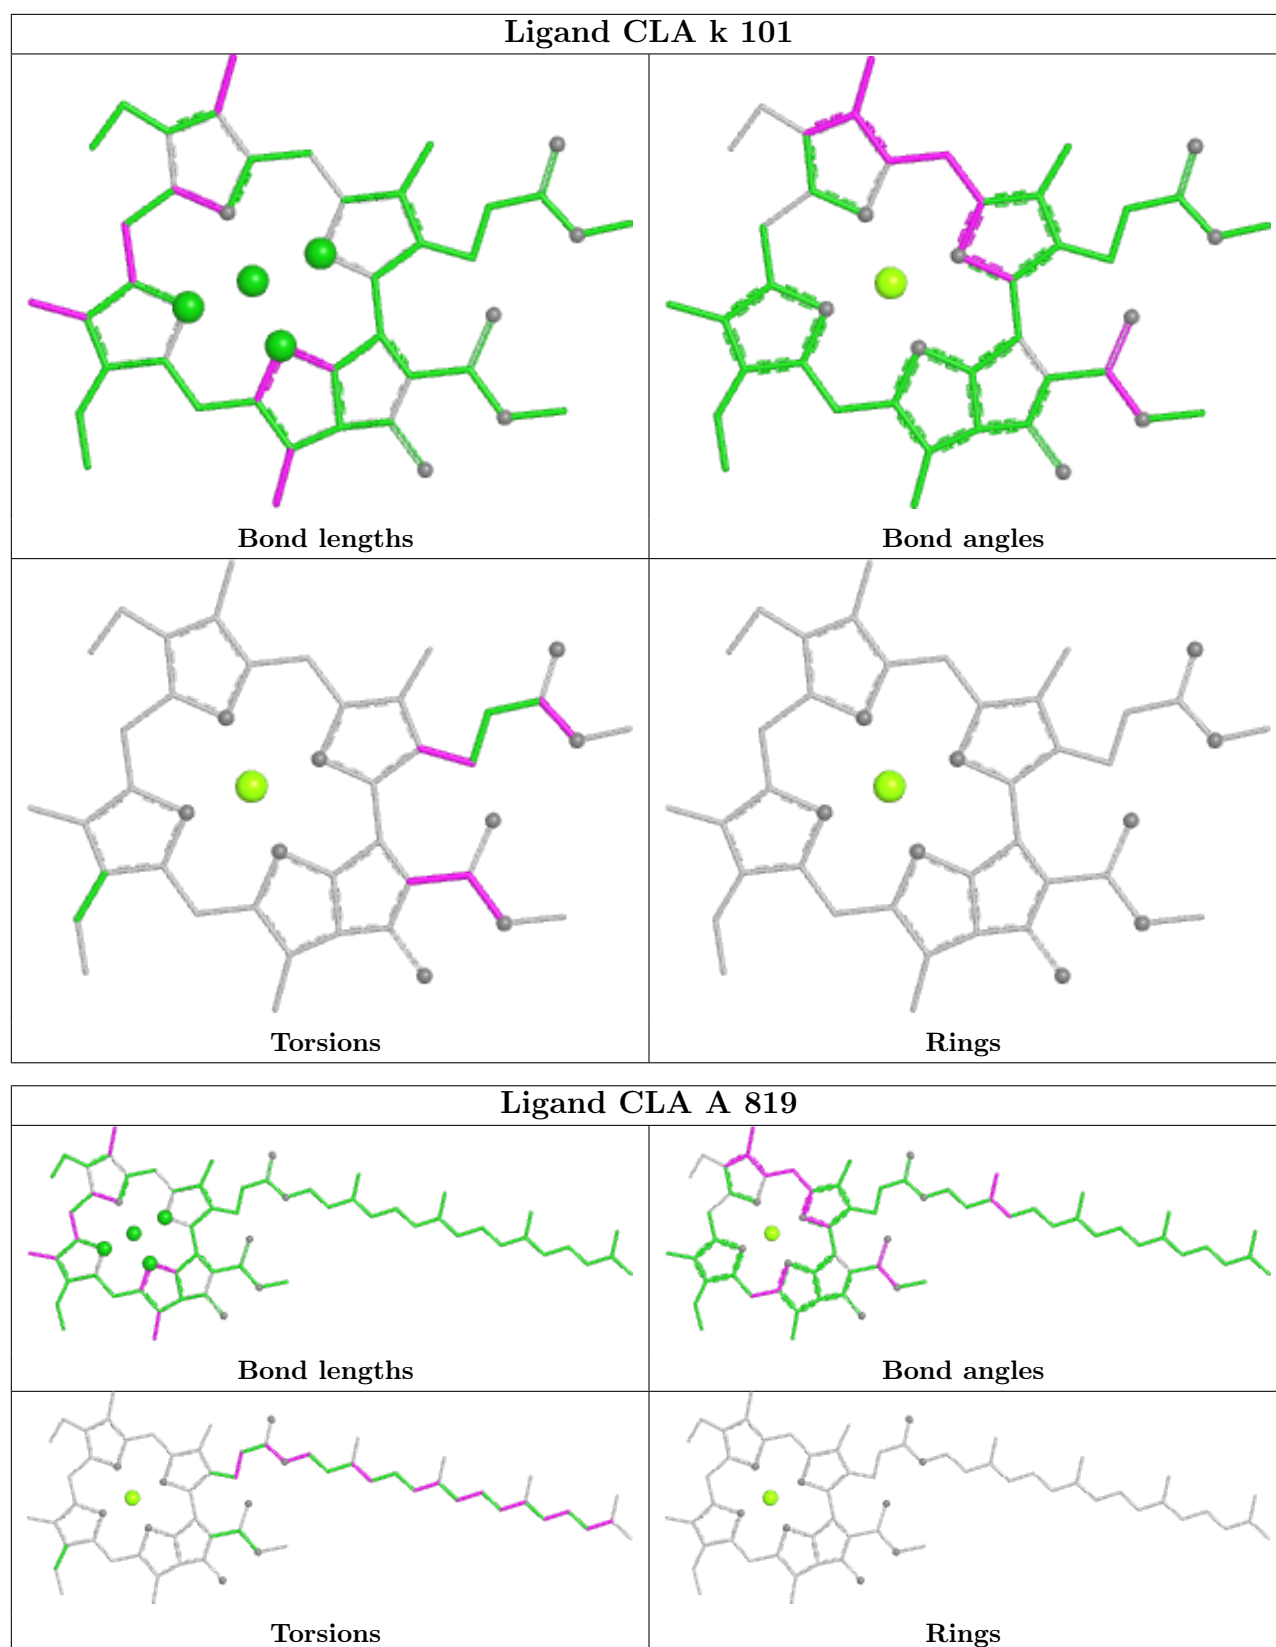 Ligand CLA k 101
Bond lengths
Bond angles
Torsions
Rings
Ligand CLA A 819
Bond lengths
Bond angles
Torsions
Rings